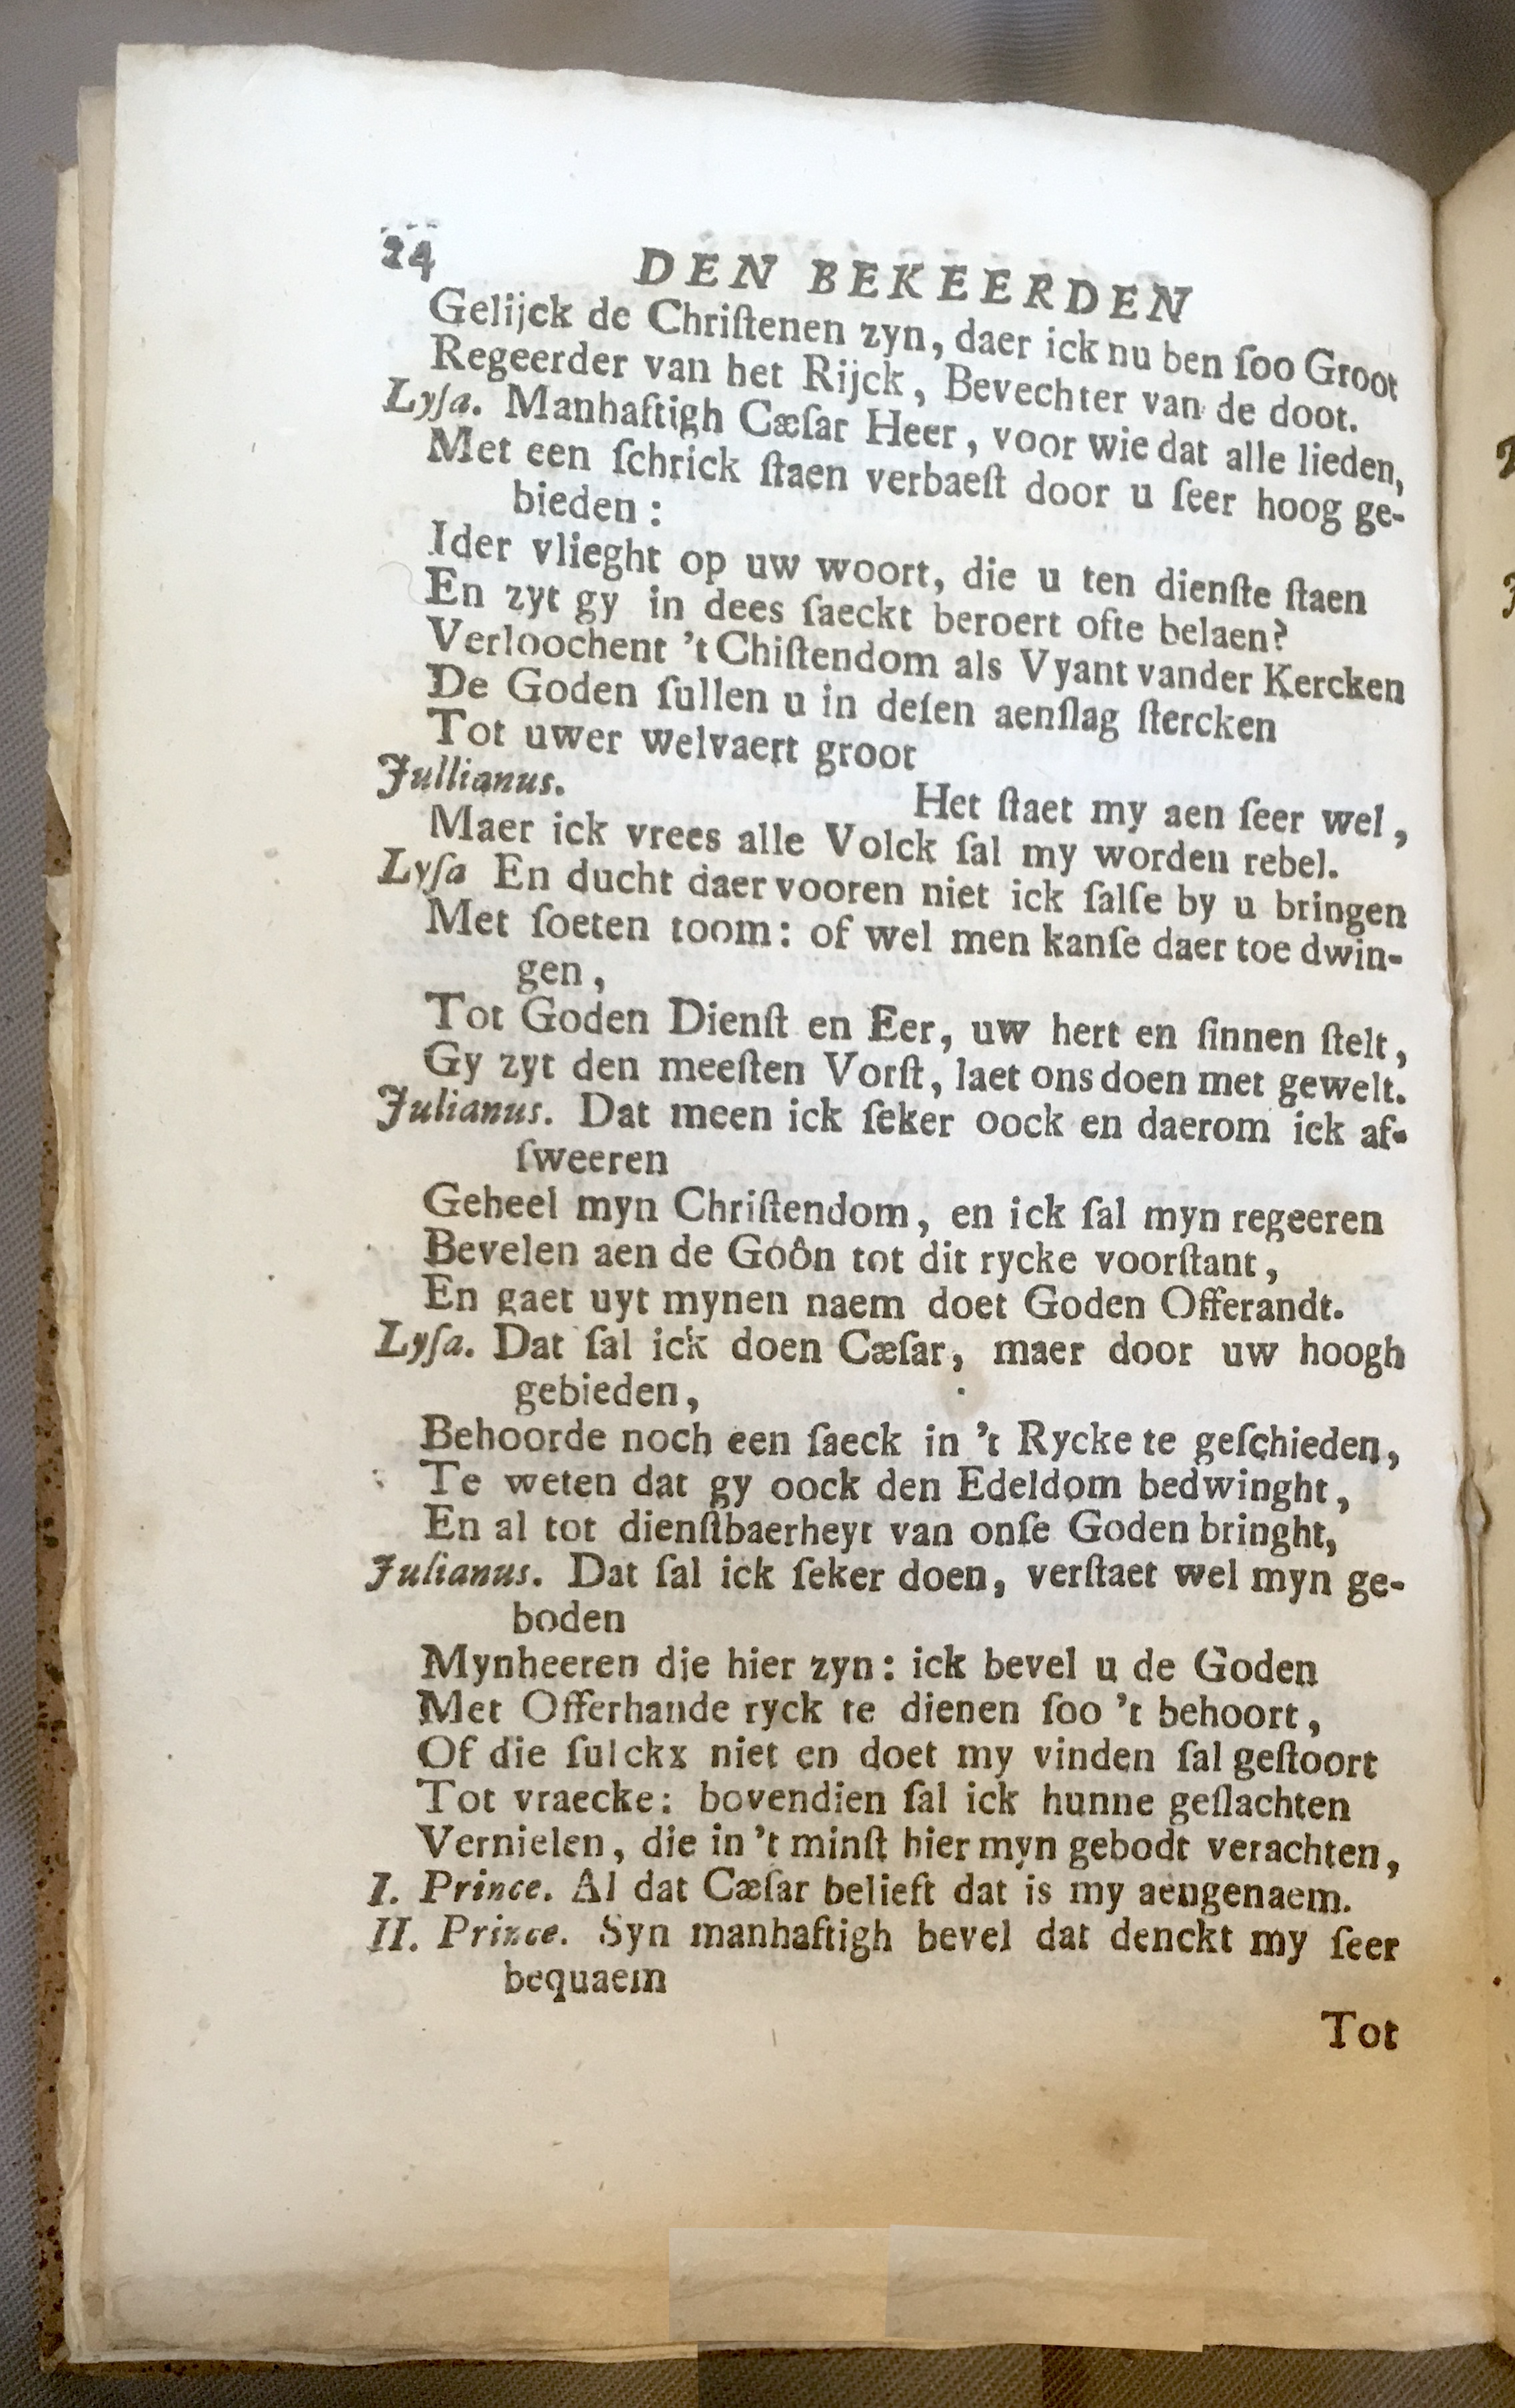 24 DEN BEKEERDEN
Gelijck de Chriſtenen zyn, daer ick nu ben ſoo Groot
Regeerder van het Rijck, Bevechter van de doot.
Lyſa. Manhaftigh Cæſar Heer, voor wie dat alle lieden,
Met een ſchrick ſtaen verbaeſt door u ſeer hoog ge-
bieden:
Ider vlieght op uw woort, die u ten dienſte ſtaen
En zyt gy in dees ſaeckt beroert ofte belaen?
Verloochent 't Chiſtendom als Vyant vander Kercken
De Goden ſullen u in deſen aenſlag ſtercken
Tot uwer welvaert groot
Jullianus. Het ſtaet my aen ſeer wel,
Maer ick vrees alle Volck ſal my worden rebel.
Lyſa En ducht daer vooren niet ick ſalſe by u bringen
Met ſoeten toom: of wel men kanſe daer toe dwin-
gen,
Tot Goden Dienſt en Eer, uw hert en ſinnen ſtelt,
Gy zyt den meeſten Vorſt, laet ons doen met gewelt.
Julianus. Dat meen ick ſeker oock en daerom ick af-
ſweeren
Geheel myn Chriſtendom, en ick ſal myn regeeren
Bevelen aen de Goôn tot dit rycke voorſtant,
En gaet uyt mynen naem doet Goden Offerandt.
Lyſa. Dat ſal ick doen Cæſar, maer door uw hoogh
gebieden,
Behoorde noch een ſaeck in 't Rycke te geſchieden,
Te weten dat gy oock den Edeldom bedwinght,
En al tot dienſtbaerheyt van onſe Goden bringht,
Julianus. Dat ſal ick ſeker doen, verſtaet wel myn ge-
boden
Mynheeren die hier zyn: ick bevel u de Goden
Met Offerhande ryck te dienen ſoo 't behoort,
Of die ſulckx niet en doet my vinden ſal geſtoort
Tot vraecke: bovendien ſal ick hunne geſlachten
Vernielen, die in 't minſt hier myn gebodt verachten,
I. Prince. Al dat Cæſar belieft dat is my aengenaem.
II. Prince. Syn manhaftigh bevel dat denckt my ſeer
bequaem
Tot